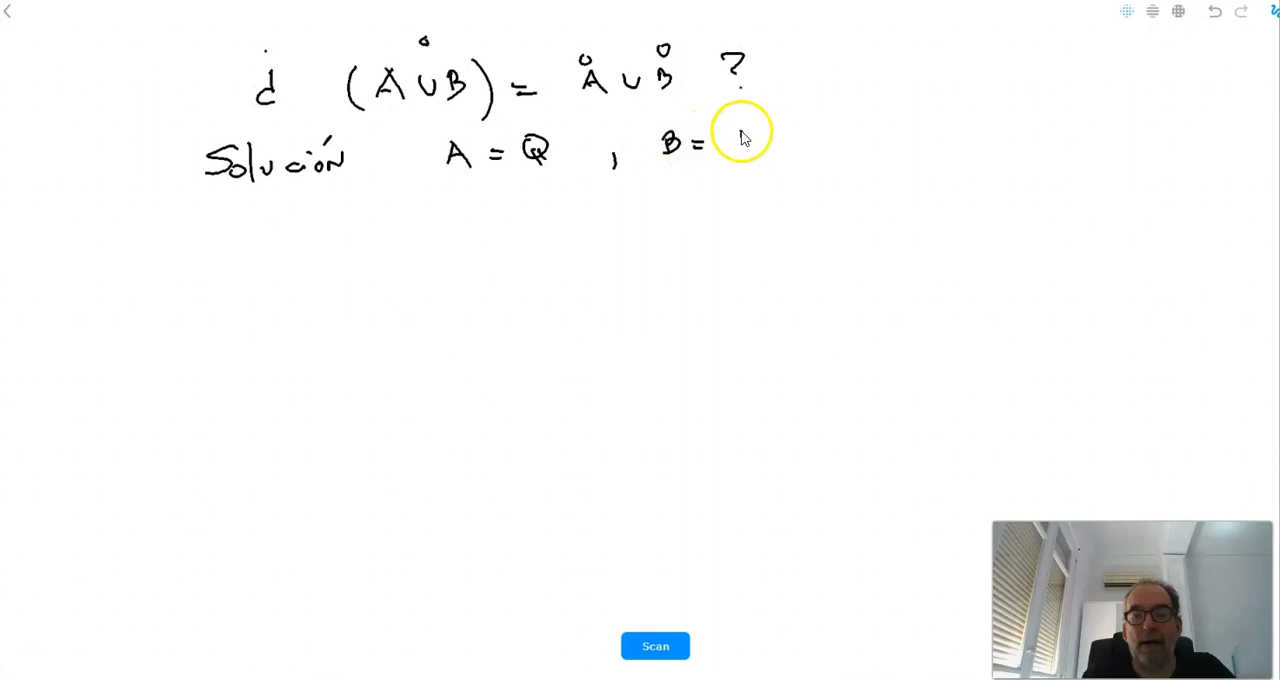 ¿ (A∪B)° = Å ∪ B̊ ?
Solución A = ℚ , B =
Scan